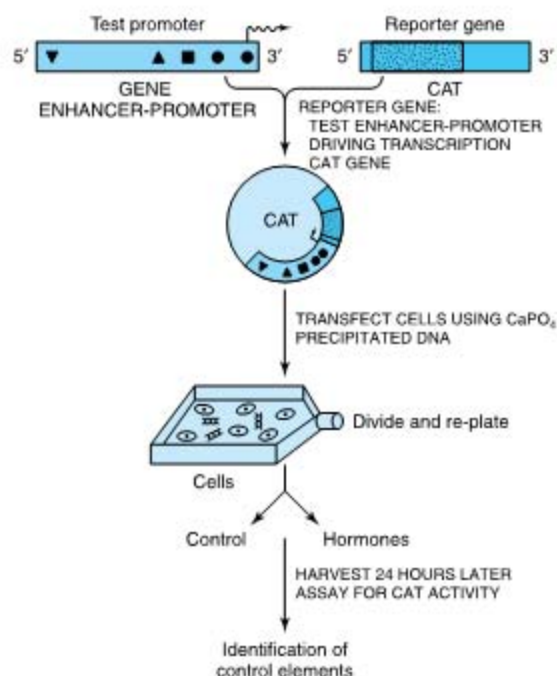 Test promoter
Reporter gene
5′ 3′ 5′ 3′
GENE
ENHANCER-PROMOTER
CAT
REPORTER GENE:
TEST ENHANCER-PROMOTER
DRIVING TRANSCRIPTION
CAT GENE
CAT
TRANSFECT CELLS USING CaPO₄
PRECIPITATED DNA
Divide and re-plate
Cells
Control Hormones
HARVEST 24 HOURS LATER
ASSAY FOR CAT ACTIVITY
Identification of
control elements